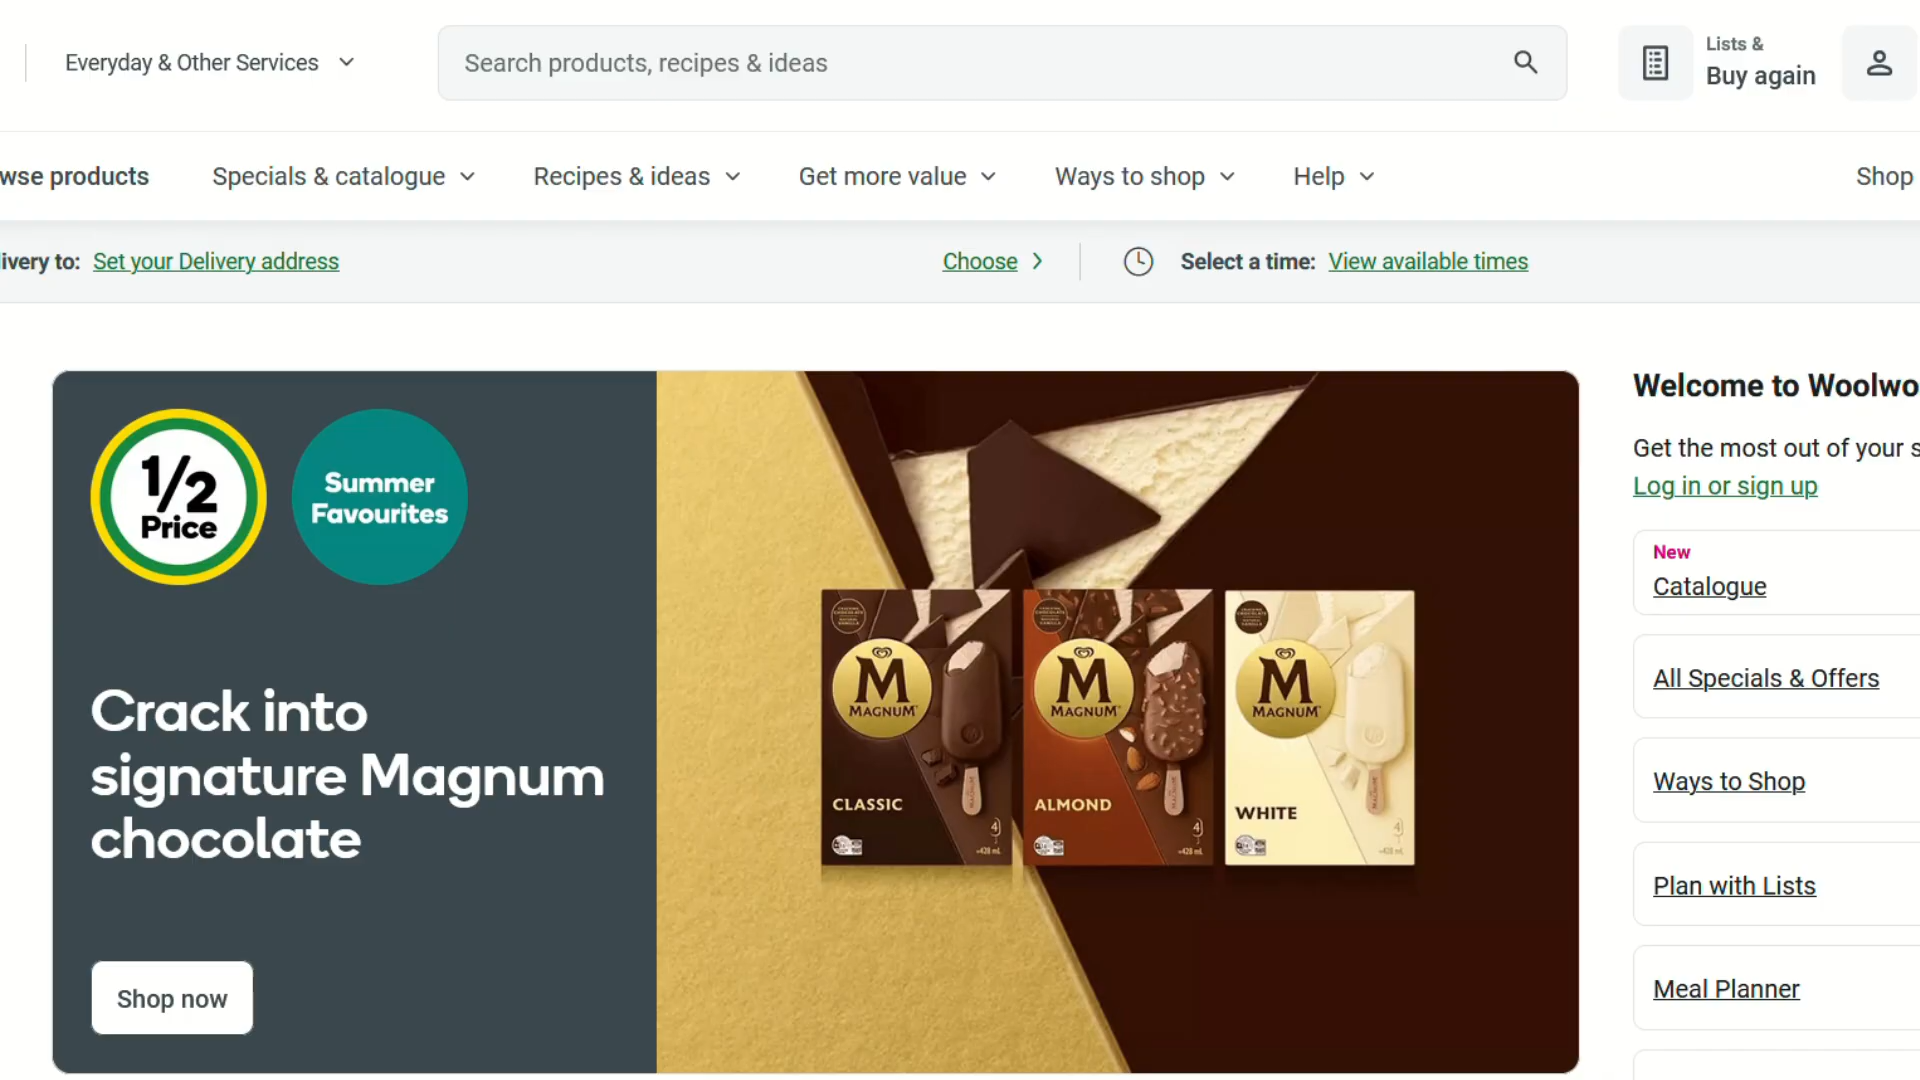 Everyday & Other Services
Search products, recipes & ideas
Lists &
Buy again
wse products
Specials & catalogue
Recipes & ideas
Get more value
Ways to shop
Help
Shop
ivery to:
Set your Delivery address
Choose
Select a time:
View available times
1/2
Price
Summer
Favourites
Crack into
signature Magnum
chocolate
Shop now
M
MAGNUM
CLASSIC
4
M
MAGNUM
ALMOND
4
M
MAGNUM
WHITE
4
Welcome to Woolwo
Get the most out of your s
Log in or sign up
New
Catalogue
All Specials & Offers
Ways to Shop
Plan with Lists
Meal Planner